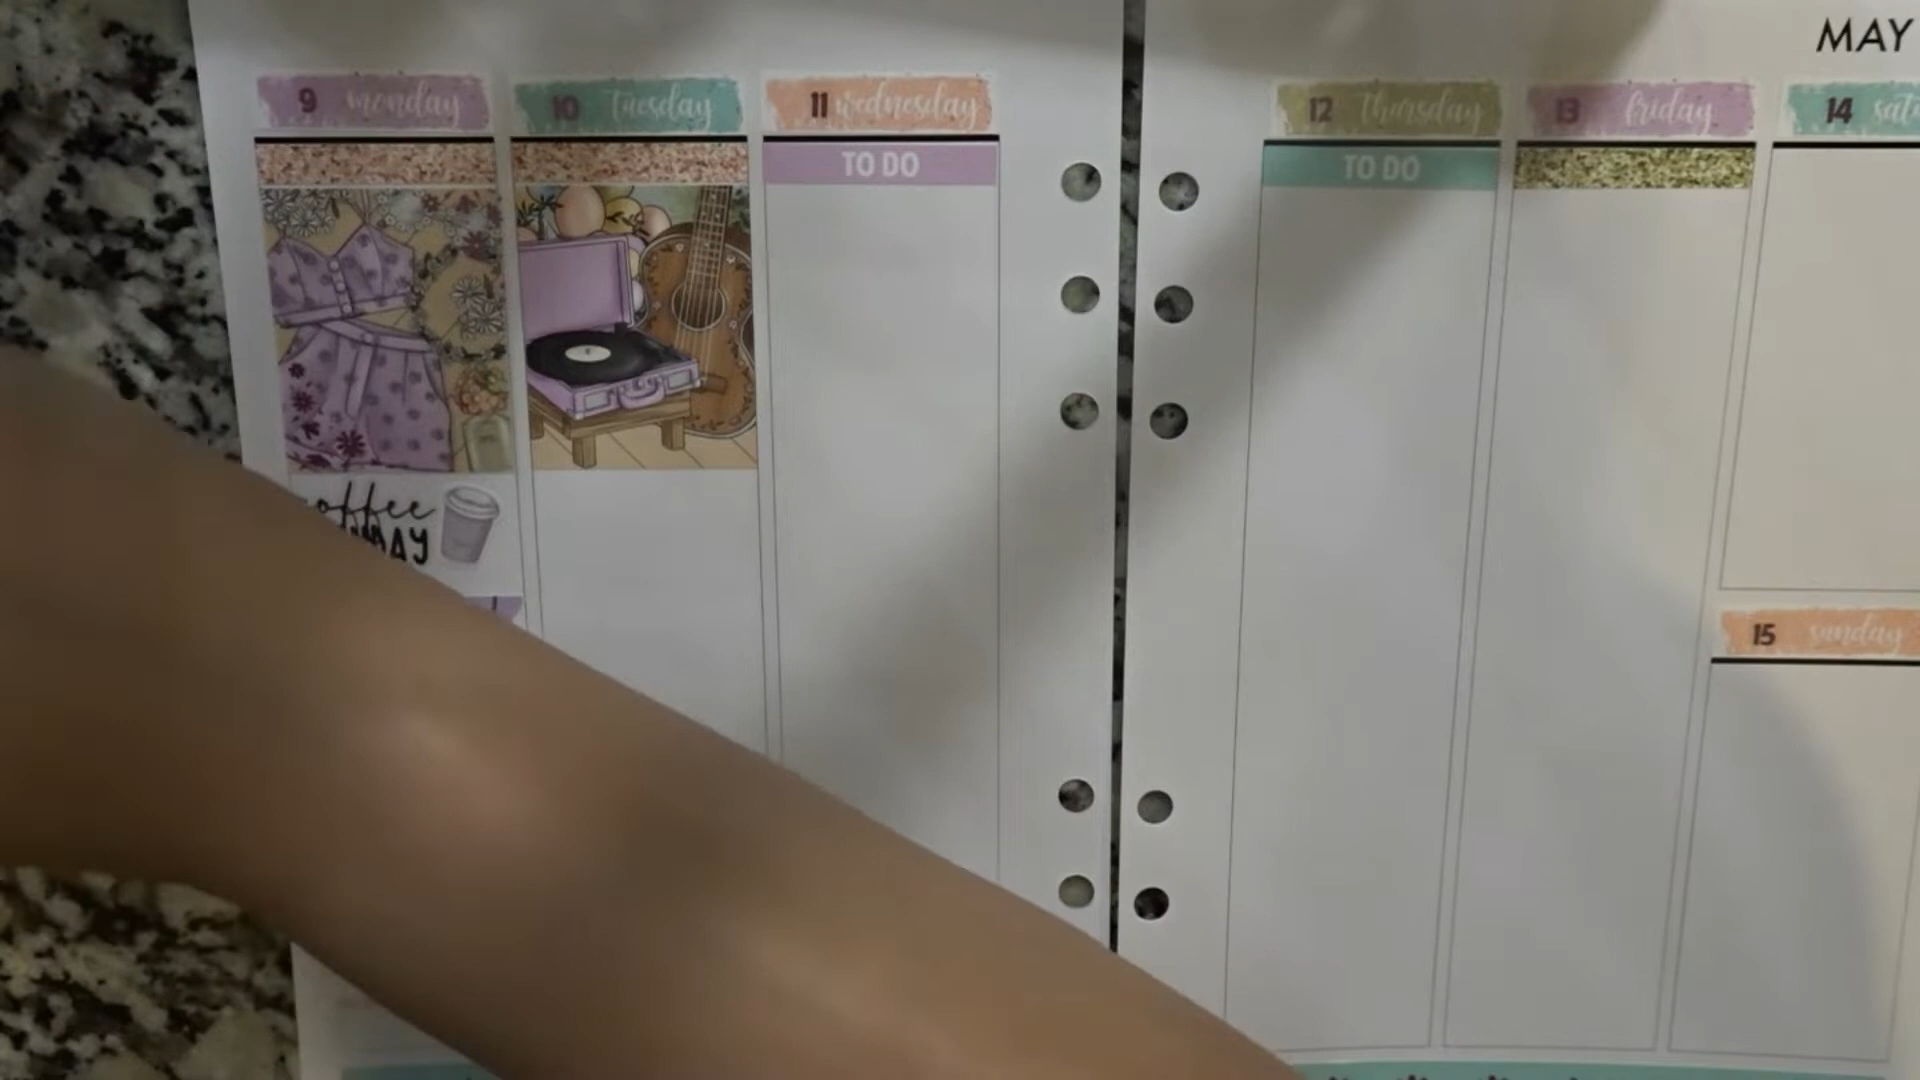 MAY
9 monday
10 tuesday
11 wednesday
12 thursday
13 friday
14
TO DO
TO DO
15 sunday